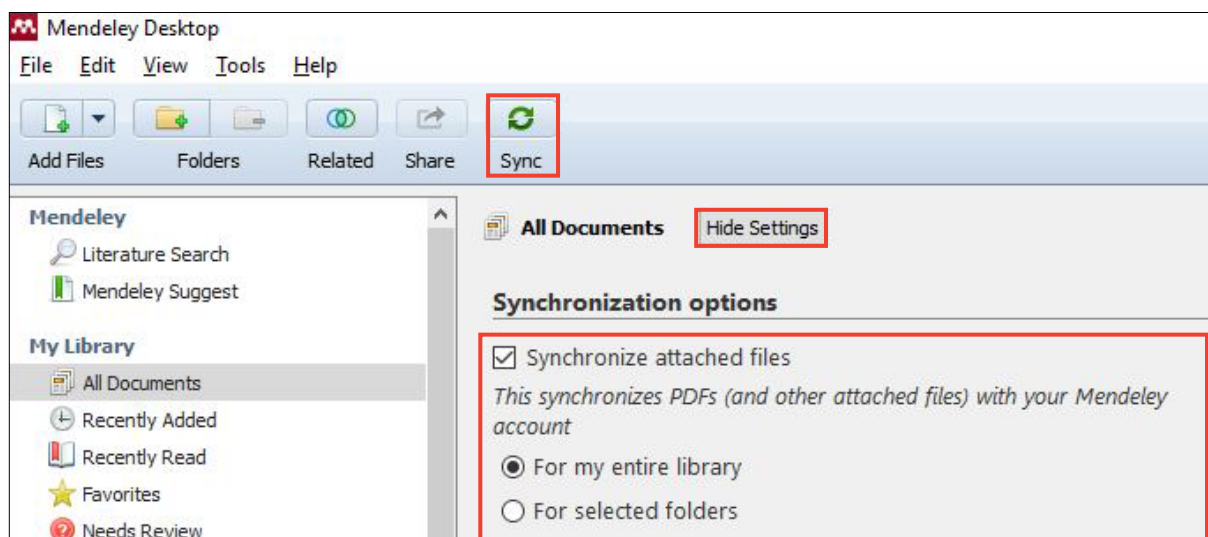 Mendeley Desktop
File Edit View Tools Help
Add Files Folders Related Share Sync
Mendeley
Literature Search
Mendeley Suggest
My Library
All Documents
Recently Added
Recently Read
Favorites
Needs Review
All Documents Hide Settings
Synchronization options
Synchronize attached files
This synchronizes PDFs (and other attached files) with your Mendeley
account
For my entire library
For selected folders